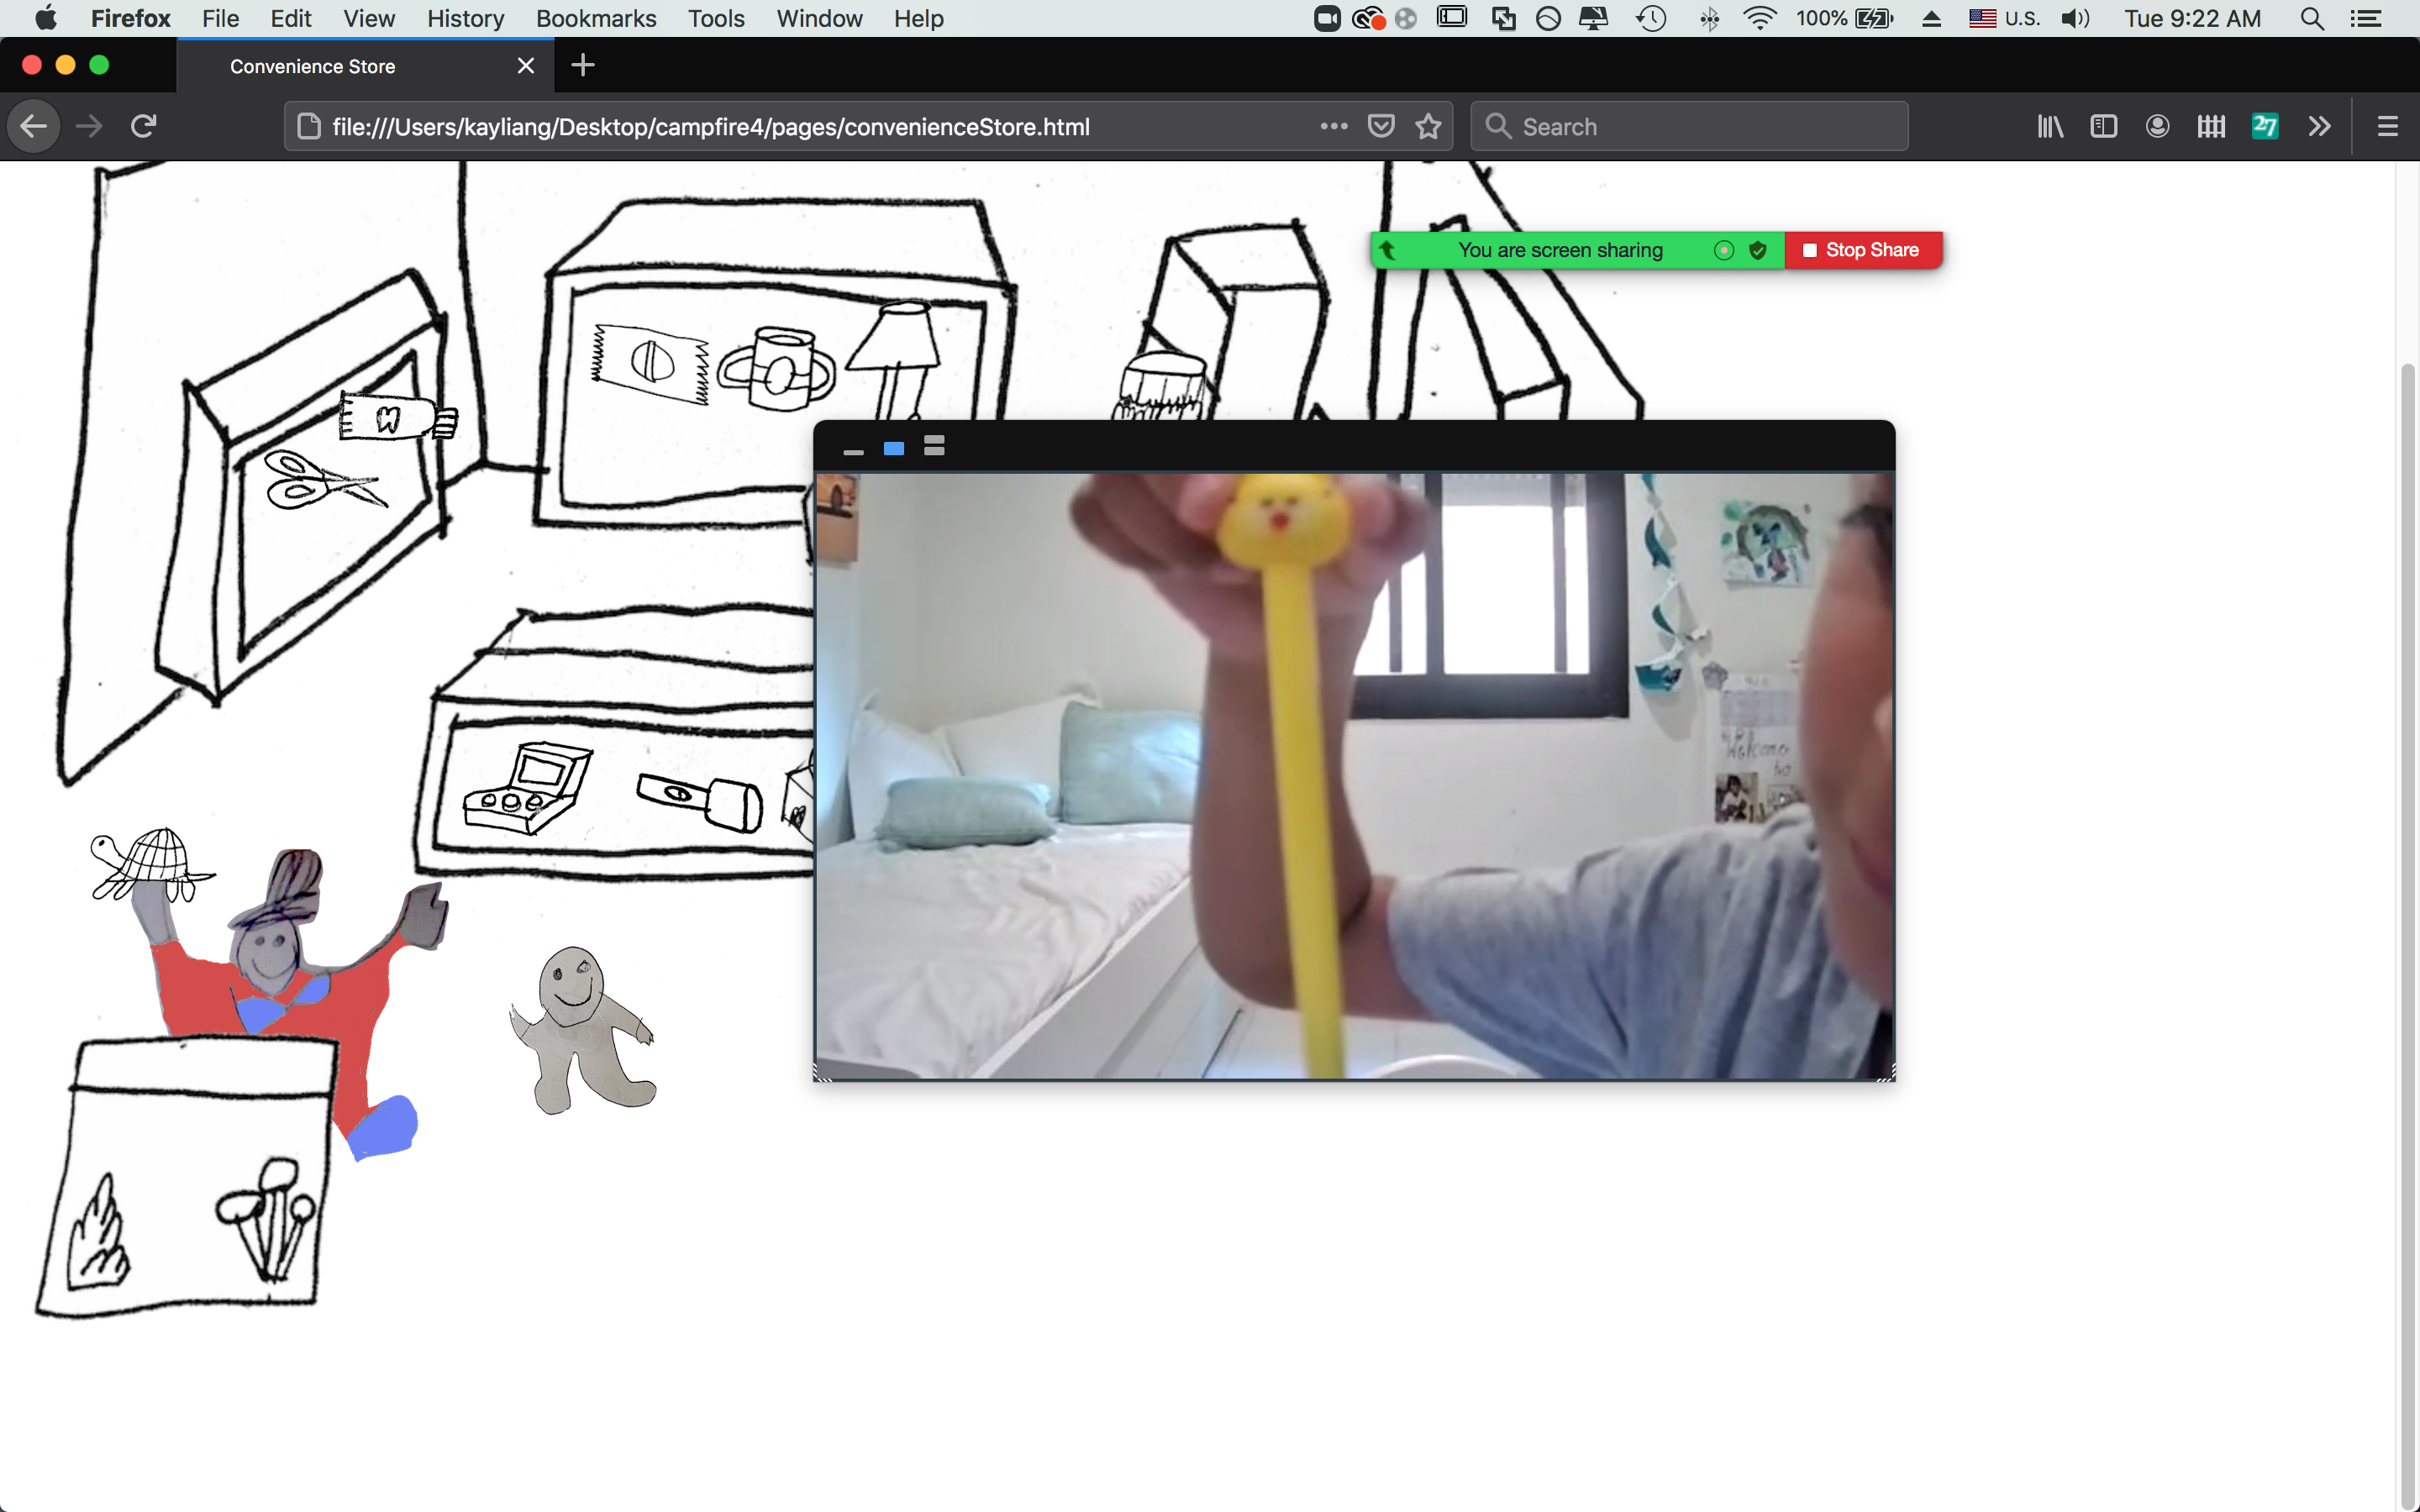 Firefox File Edit View History Bookmarks Tools Window Help 100% U.S. Tue 9:22 AM
Convenience Store
file:///Users/kayliang/Desktop/campfire4/pages/convenienceStore.html Search 27
You are screen sharing Stop Share
Welcome